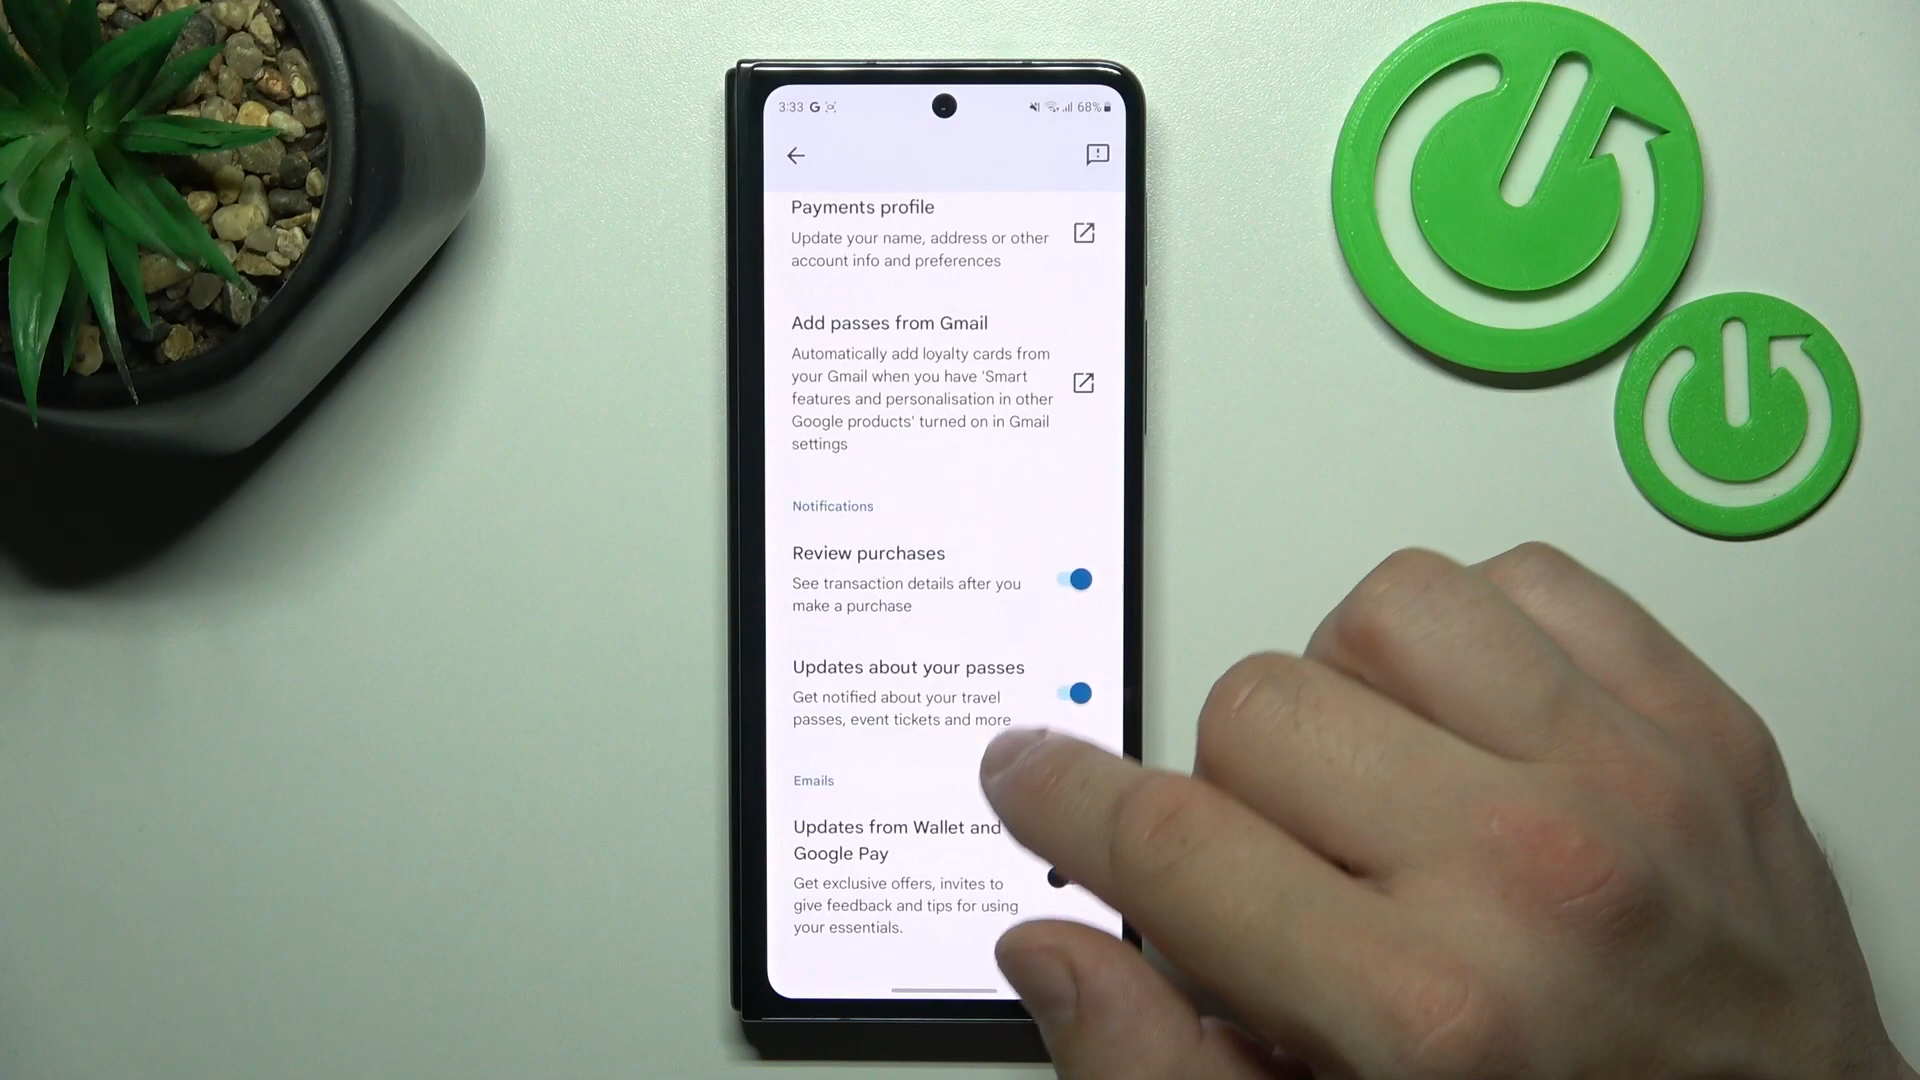 3:33 G 68%
Payments profile
Update your name, address or other
account info and preferences
Add passes from Gmail
Automatically add loyalty cards from
your Gmail when you have 'Smart
features and personalisation in other
Google products' turned on in Gmail
settings
Notifications
Review purchases
See transaction details after you
make a purchase
Updates about your passes
Get notified about your travel
passes, event tickets and more
Emails
Updates from Wallet and
Google Pay
Get exclusive offers, invites to
give feedback and tips for using
your essentials.